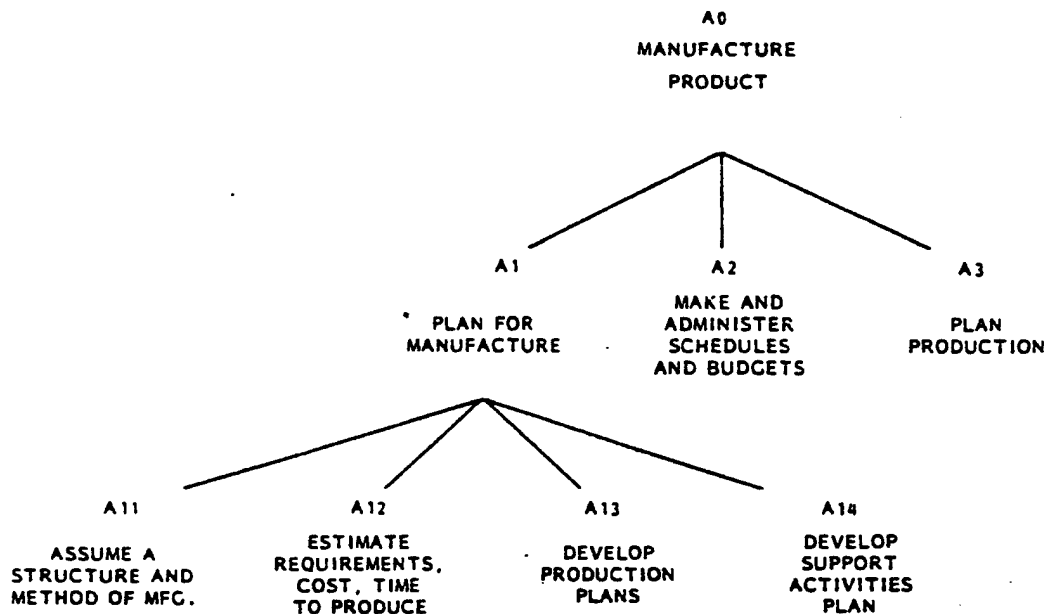 A0
MANUFACTURE
PRODUCT
A1
PLAN FOR
MANUFACTURE
A2
MAKE AND
ADMINISTER
SCHEDULES
AND BUDGETS
A3
PLAN
PRODUCTION
A11
ASSUME A
STRUCTURE AND
METHOD OF MFG.
A12
ESTIMATE
REQUIREMENTS,
COST, TIME
TO PRODUCE
A13
DEVELOP
PRODUCTION
PLANS
A14
DEVELOP
SUPPORT
ACTIVITIES
PLAN